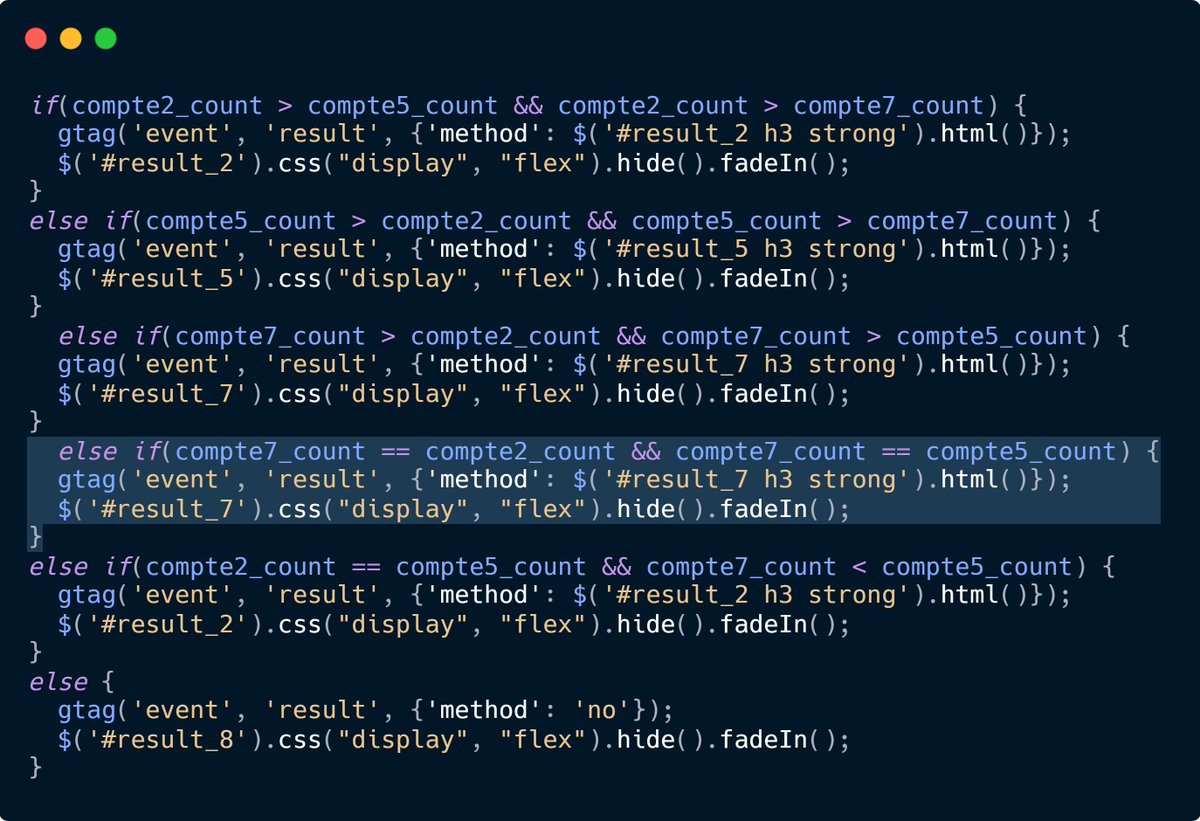 if(compte2_count > compte5_count && compte2_count > compte7_count) {
  gtag('event', 'result', {'method': $('#result_2 h3 strong').html()});
  $('#result_2').css("display", "flex").hide().fadeIn();
}
else if(compte5_count > compte2_count && compte5_count > compte7_count) {
  gtag('event', 'result', {'method': $('#result_5 h3 strong').html()});
  $('#result_5').css("display", "flex").hide().fadeIn();
}
  else if(compte7_count > compte2_count && compte7_count > compte5_count) {
  gtag('event', 'result', {'method': $('#result_7 h3 strong').html()});
  $('#result_7').css("display", "flex").hide().fadeIn();
}
  else if(compte7_count == compte2_count && compte7_count == compte5_count) {
  gtag('event', 'result', {'method': $('#result_7 h3 strong').html()});
  $('#result_7').css("display", "flex").hide().fadeIn();
}
else if(compte2_count == compte5_count && compte7_count < compte5_count) {
  gtag('event', 'result', {'method': $('#result_2 h3 strong').html()});
  $('#result_2').css("display", "flex").hide().fadeIn();
}
else {
  gtag('event', 'result', {'method': 'no'});
  $('#result_8').css("display", "flex").hide().fadeIn();
}